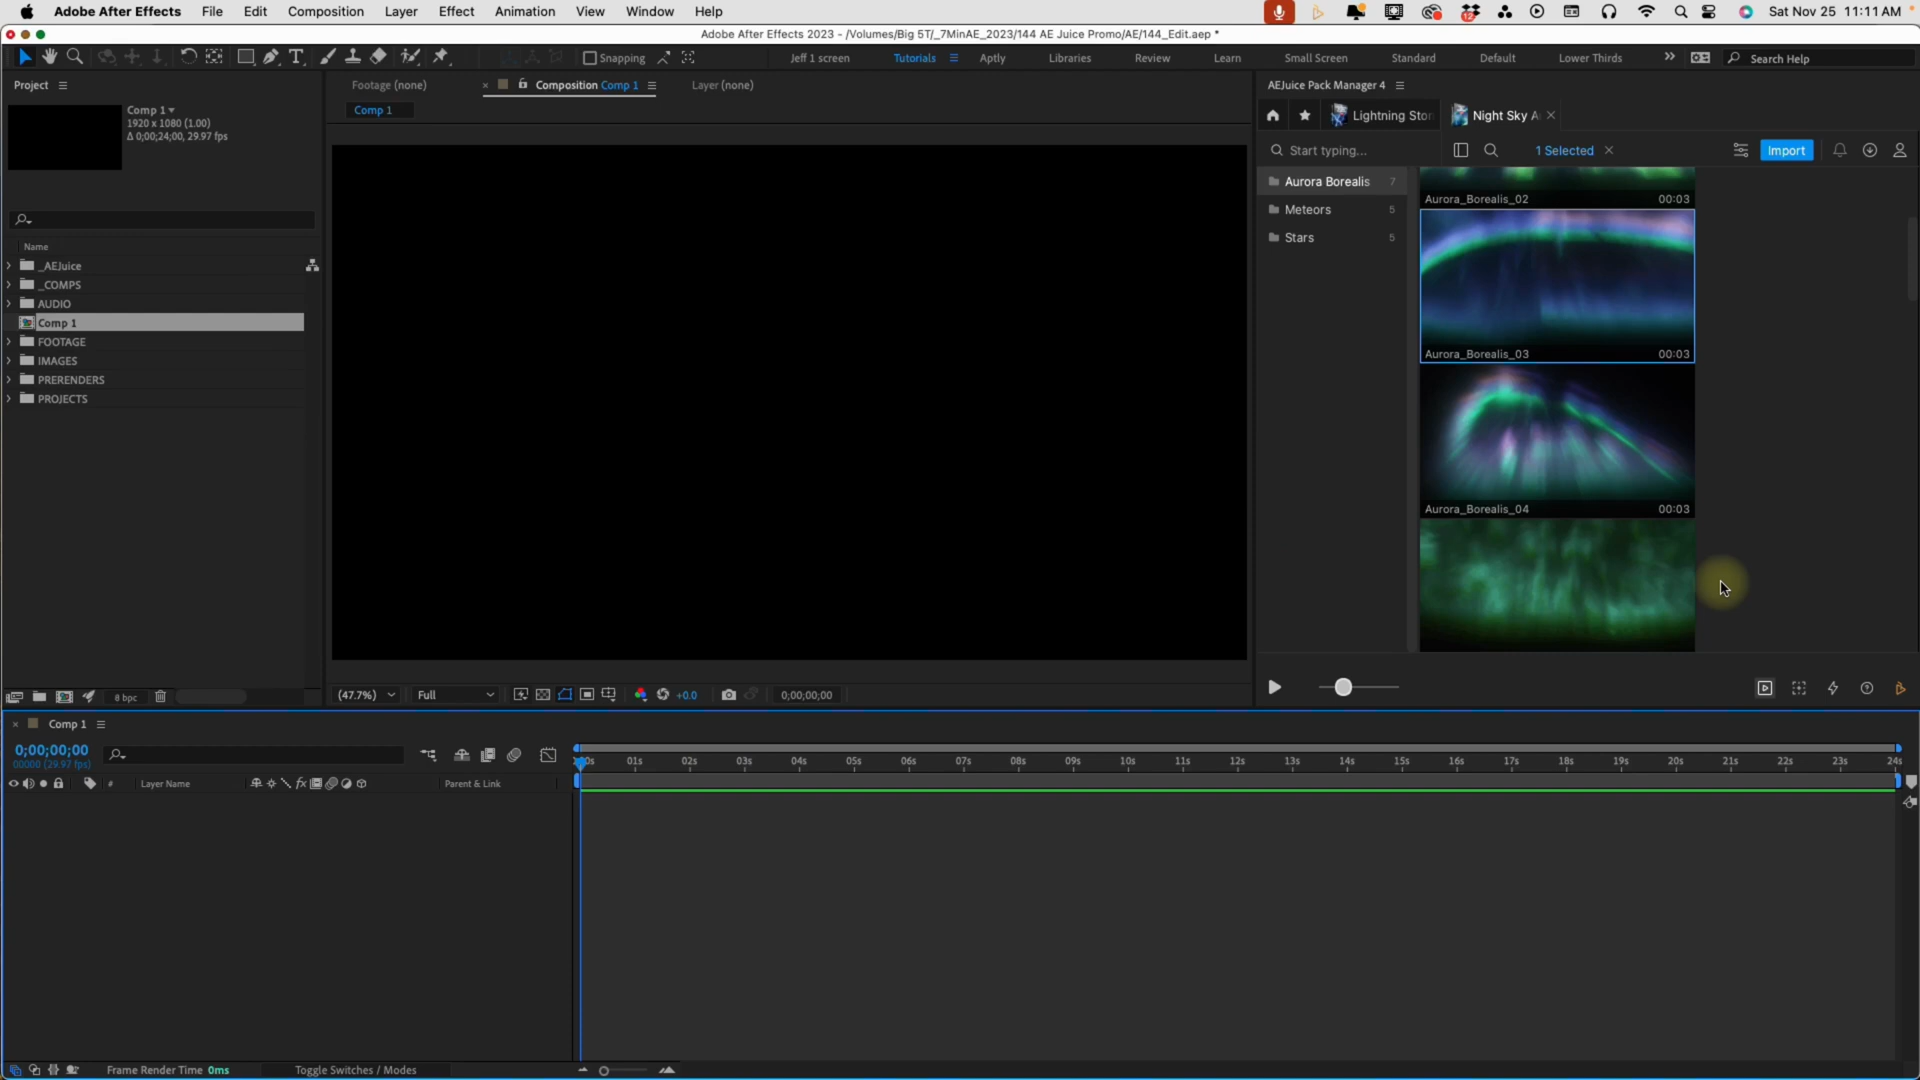 Adobe After Effects File Edit Composition Layer Effect Animation View Window Help 12 Sat Nov 25 11:11 AM
Adobe After Effects 2023 - /Volumes/Big 5T/_7MinAE_2023/144 AE Juice Promo/AE/144_Edit.aep *
Snapping Jeff 1 screen Tutorials Aptly Libraries Review Learn Small Screen Standard Default Lower Thirds Search Help
Project Footage (none) Composition Comp 1 Layer (none) AEJuice Pack Manager 4
Comp 1
1920 x 1080 (1.00)
Δ 0;00;24;00, 29.97 fps
Comp 1
Lightning Stor Night Sky A
Start typing... 1 Selected Import
Aurora Borealis 7
Meteors 5
Stars 5
Aurora_Borealis_02 00:03
Aurora_Borealis_03 00:03
Aurora_Borealis_04 00:03
Name
_AEJuice
_COMPS
AUDIO
Comp 1
FOOTAGE
IMAGES
PRERENDERS
PROJECTS
8 bpc (47.7%) Full +0.0 0;00;00;00
Comp 1
0;00;00;00
00000 (29.97 fps)
01s 02s 03s 04s 05s 06s 07s 08s 09s 10s 11s 12s 13s 14s 15s 16s 17s 18s 19s 20s 21s 22s 23s 24s
# Layer Name fx Parent & Link
Frame Render Time 0ms Toggle Switches / Modes